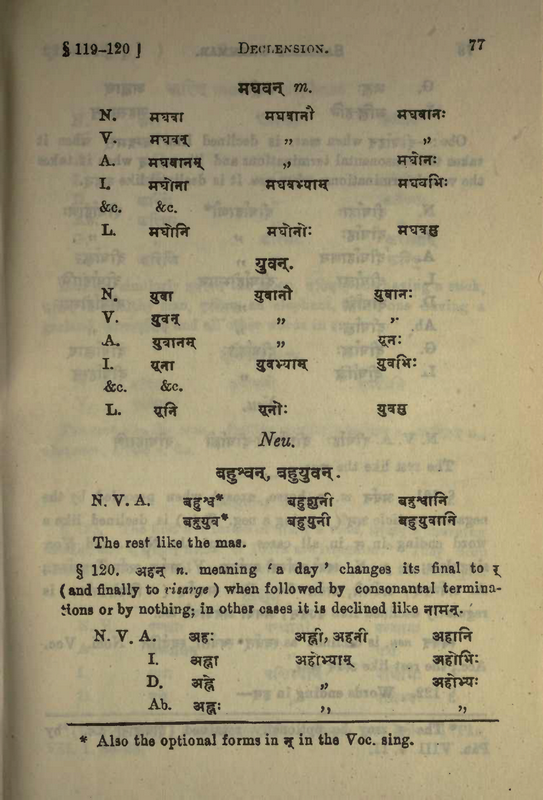 § 119-120 ] DECLENSION. 77
मघवन् m.
N. मघवा मघवानौ मघवानः
V. मघवन् ,, ,,
A. मघवानम् ,, मघोनः
I. मघोना मघवभ्याम् मघवभिः
&c. &c.
L. मघोनि मघोनोः मघवसु
युवन्.
N. युवा युवानौ युवानः
V. युवन् ,, ,,
A. युवानम् ,, यूनः
I. यूना युवभ्याम् युवभिः
&c. &c.
L. यूनि यूनोः युवसु
Neu.
बहुश्वन्, बहुयुवन्.
N. V. A. बहुश्व* बहुशुनी बहुश्वानि
बहुयुव* बहुयुनी बहुयुवानि
The rest like the mas.
§ 120. अहन् n. meaning 'a day' changes its final to र्
(and finally to risarge) when followed by consonantal termina-
tions or by nothing; in other cases it is declined like नामन्.
N. V. A. अहः अह्नी, अहनी अहानि
I. अह्ना अहोभ्याम् अहोभिः
D. अह्ने ,, अहोभ्यः
Ab. अह्नः ,, ,,
* Also the optional forms in न् in the Voc. sing.